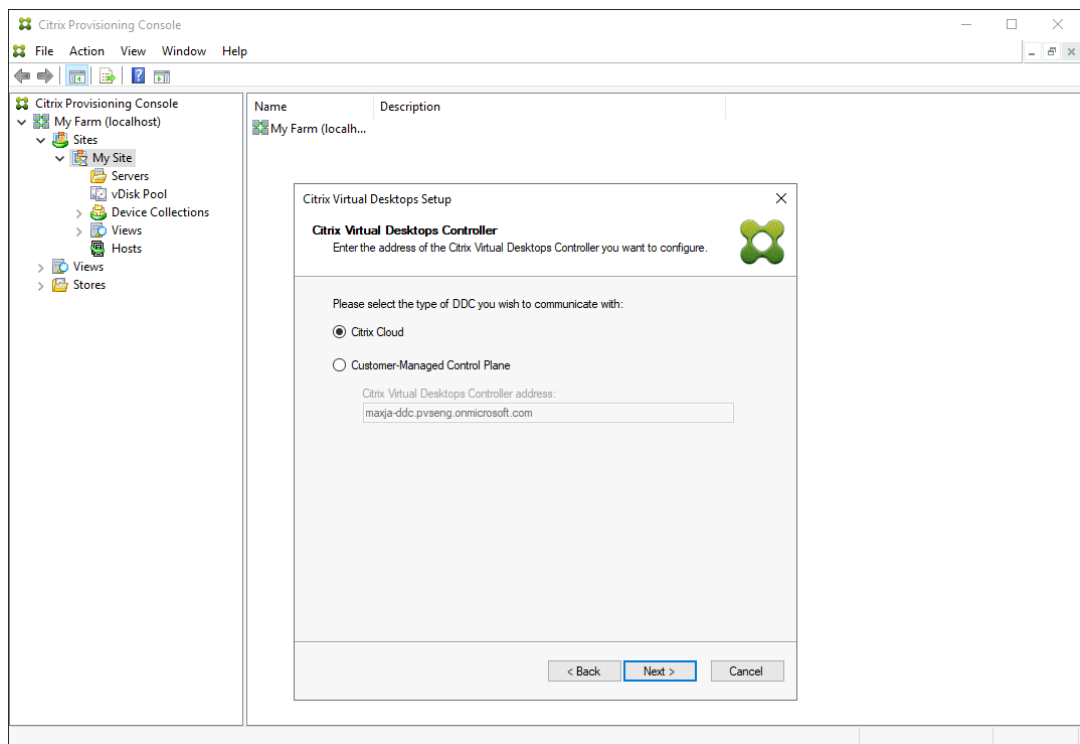 Citrix Provisioning Console
File Action View Window Help
Citrix Provisioning Console
My Farm (localhost)
Sites
My Site
Servers
vDisk Pool
Device Collections
Views
Hosts
Views
Stores
Name Description
My Farm (localh...
Citrix Virtual Desktops Setup
Citrix Virtual Desktops Controller
Enter the address of the Citrix Virtual Desktops Controller you want to configure.
Please select the type of DDC you wish to communicate with:
Citrix Cloud
Customer-Managed Control Plane
Citrix Virtual Desktops Controller address:
maxja-ddc.pvseng.onmicrosoft.com
< Back Next > Cancel